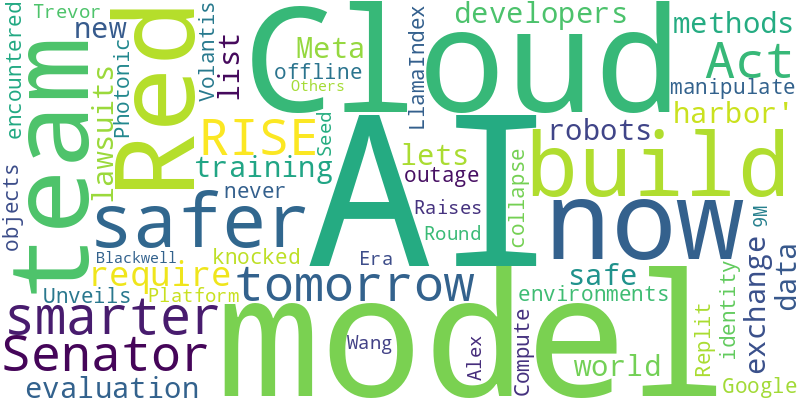 Trevor
new
Volantis
list
Cloud
developers
methods
encountered
team
lawsuits
Photonic
Red
Meta
offline
Others
LlamaIndex
Act
manipulate
harbor'
RISE
Seed
robots
training
lets
outage
collapse
build
objects
safer
never
AI
Raises
Round
now
9M
Blackwell
knocked
Era
require
tomorrow
safe
exchange
data
Unveils
Platform
environments
identity
smarter
model
Senator
Wang
Alex
Compute
world
Replit
evaluation
Google